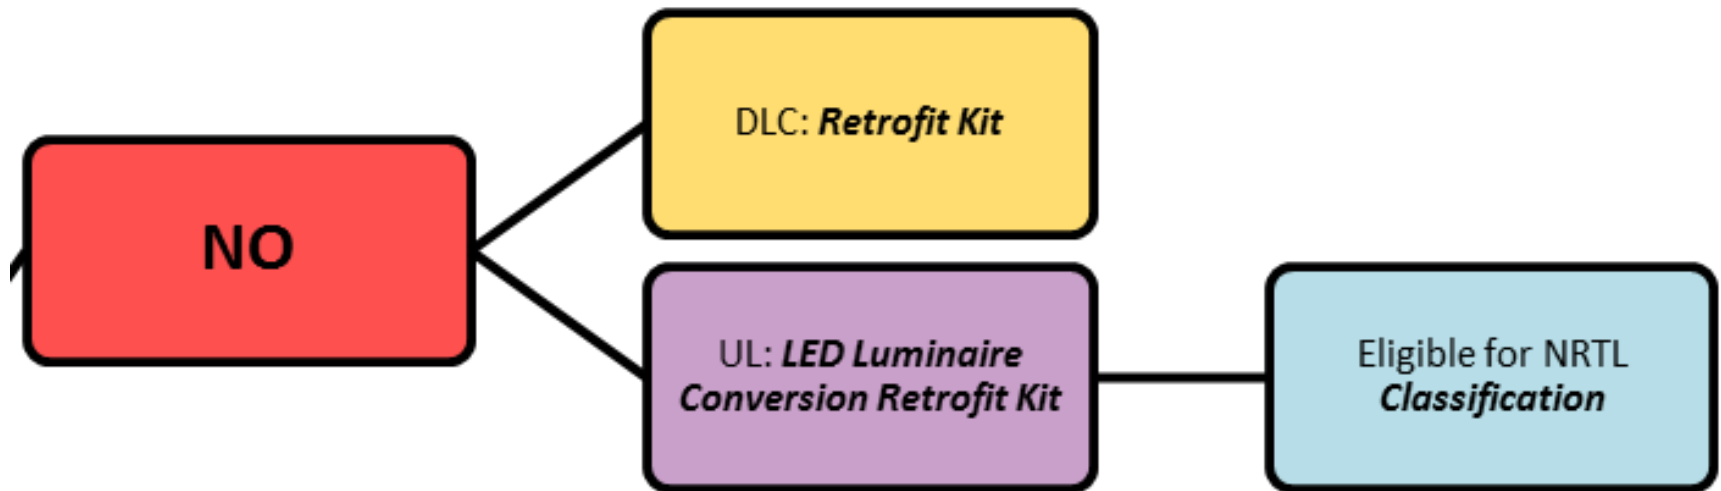 NO
DLC: Retrofit Kit
UL: LED Luminaire
Conversion Retrofit Kit
Eligible for NRTL
Classification